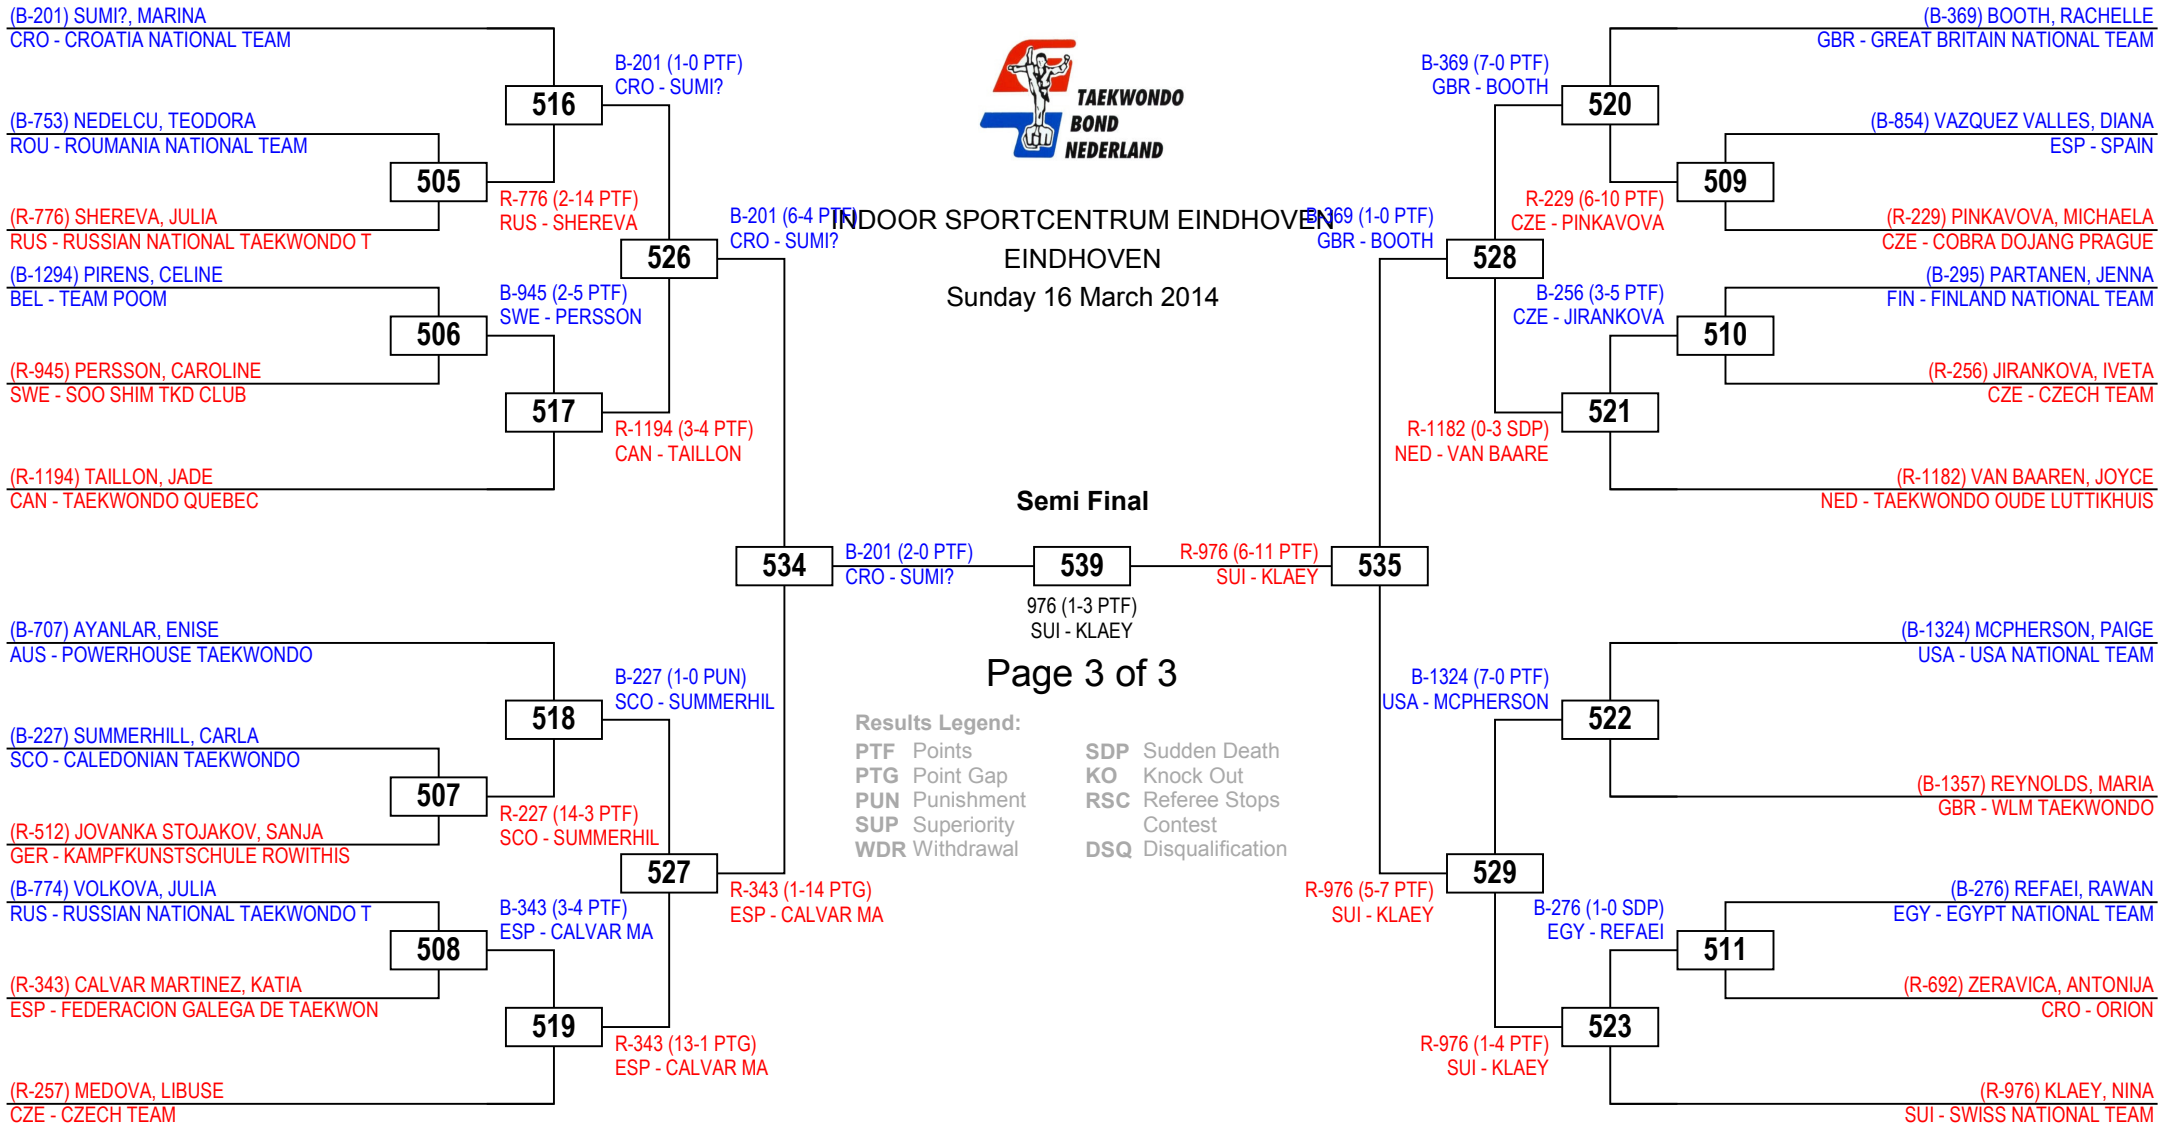 (B-201) SUMI?, MARINA
CRO - CROATIA NATIONAL TEAM
B-201 (1-0 PTF)
CRO - SUMI?
516
(B-753) NEDELCU, TEODORA
ROU - ROUMANIA NATIONAL TEAM
505
R-776 (2-14 PTF)
RUS - SHEREVA
(R-776) SHEREVA, JULIA
RUS - RUSSIAN NATIONAL TAEKWONDO T
B-201 (6-4 PTF)
CRO - SUMI?
526
(B-1294) PIRENS, CELINE
BEL - TEAM POOM
B-945 (2-5 PTF)
SWE - PERSSON
506
(R-945) PERSSON, CAROLINE
SWE - SOO SHIM TKD CLUB
517
R-1194 (3-4 PTF)
CAN - TAILLON
(R-1194) TAILLON, JADE
CAN - TAEKWONDO QUEBEC
534
B-201 (2-0 PTF)
CRO - SUMI?
(B-707) AYANLAR, ENISE
AUS - POWERHOUSE TAEKWONDO
B-227 (1-0 PUN)
SCO - SUMMERHIL
518
(B-227) SUMMERHILL, CARLA
SCO - CALEDONIAN TAEKWONDO
507
R-227 (14-3 PTF)
SCO - SUMMERHIL
(R-512) JOVANKA STOJAKOV, SANJA
GER - KAMPFKUNSTSCHULE ROWITHIS
527
R-343 (1-14 PTG)
ESP - CALVAR MA
(B-774) VOLKOVA, JULIA
RUS - RUSSIAN NATIONAL TAEKWONDO T
B-343 (3-4 PTF)
ESP - CALVAR MA
508
(R-343) CALVAR MARTINEZ, KATIA
ESP - FEDERACION GALEGA DE TAEKWON
519
R-343 (13-1 PTG)
ESP - CALVAR MA
(R-257) MEDOVA, LIBUSE
CZE - CZECH TEAM
TAEKWONDO
BOND
NEDERLAND
INDOOR SPORTCENTRUM EINDHOVEN
EINDHOVEN
Sunday 16 March 2014
Semi Final
539
976 (1-3 PTF)
SUI - KLAEY
Page 3 of 3
Results Legend:
PTF Points
PTG Point Gap
PUN Punishment
SUP Superiority
WDR Withdrawal
SDP Sudden Death
KO Knock Out
RSC Referee Stops
Contest
DSQ Disqualification
(B-369) BOOTH, RACHELLE
GBR - GREAT BRITAIN NATIONAL TEAM
B-369 (7-0 PTF)
GBR - BOOTH
520
(B-854) VAZQUEZ VALLES, DIANA
ESP - SPAIN
509
R-229 (6-10 PTF)
CZE - PINKAVOVA
(R-229) PINKAVOVA, MICHAELA
CZE - COBRA DOJANG PRAGUE
B-369 (1-0 PTF)
GBR - BOOTH
528
(B-295) PARTANEN, JENNA
FIN - FINLAND NATIONAL TEAM
B-256 (3-5 PTF)
CZE - JIRANKOVA
510
(R-256) JIRANKOVA, IVETA
CZE - CZECH TEAM
521
R-1182 (0-3 SDP)
NED - VAN BAARE
(R-1182) VAN BAAREN, JOYCE
NED - TAEKWONDO OUDE LUTTIKHUIS
R-976 (6-11 PTF)
SUI - KLAEY
535
(B-1324) MCPHERSON, PAIGE
USA - USA NATIONAL TEAM
B-1324 (7-0 PTF)
USA - MCPHERSON
522
(B-1357) REYNOLDS, MARIA
GBR - WLM TAEKWONDO
529
R-976 (5-7 PTF)
SUI - KLAEY
(B-276) REFAEI, RAWAN
EGY - EGYPT NATIONAL TEAM
B-276 (1-0 SDP)
EGY - REFAEI
511
(R-692) ZERAVICA, ANTONIJA
CRO - ORION
523
R-976 (1-4 PTF)
SUI - KLAEY
(R-976) KLAEY, NINA
SUI - SWISS NATIONAL TEAM